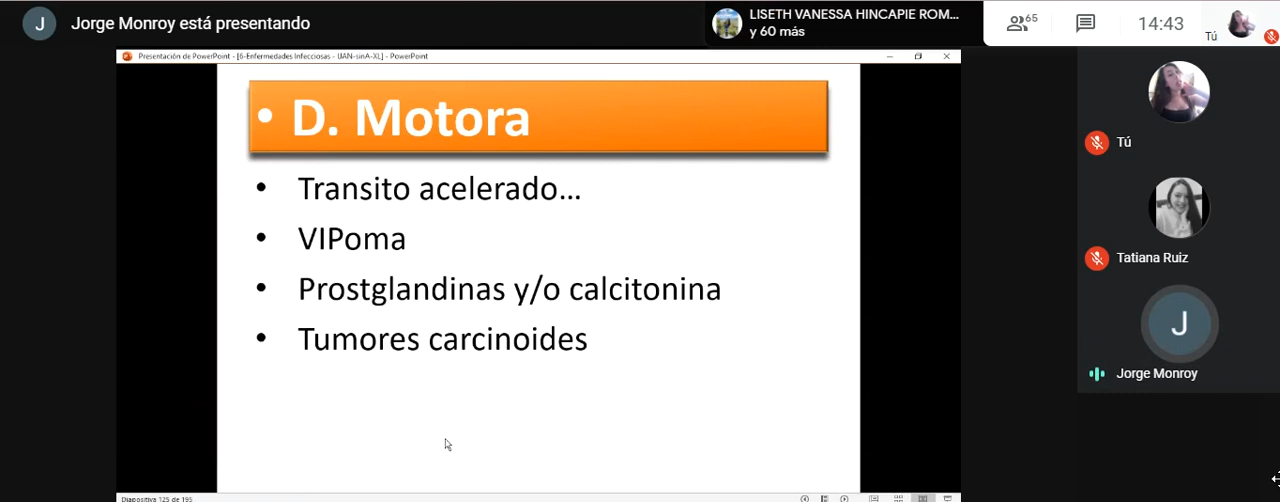 J
Jorge Monroy está presentando
LISETH VANESSA HINCAPIE ROM...
y 60 más
65
14:43
Tú
Presentación de PowerPoint - [6-Enfermedades Infecciosas - UAN-sinA-XL] - PowerPoint
• D. Motora
• Transito acelerado...
• VIPoma
• Prostglandinas y/o calcitonina
• Tumores carcinoides
Diapositiva 125 de 195
Tú
Tatiana Ruiz
J
Jorge Monroy